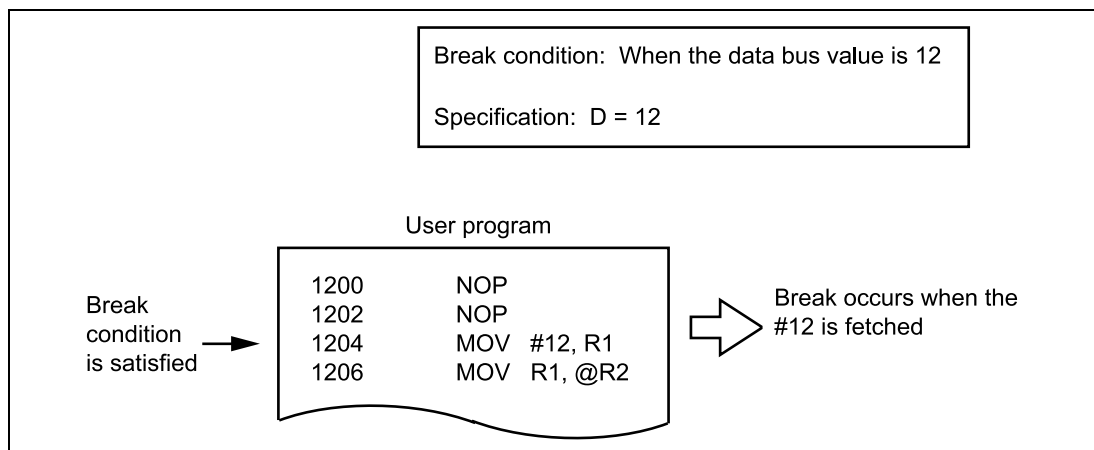 Break condition:  When the data bus value is 12
Specification:  D = 12
User program
1200 NOP
1202 NOP
1204 MOV #12, R1
1206 MOV R1, @R2
Break
condition
is satisfied
Break occurs when the
#12 is fetched